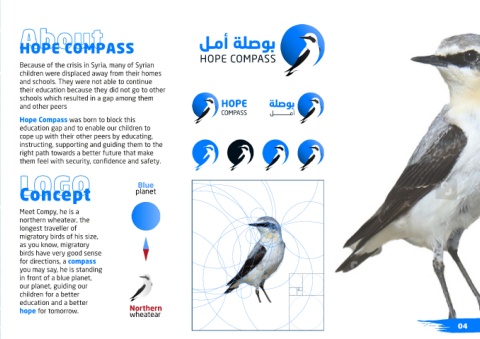 About
HOPE COMPASS
Because of the crisis in Syria, many of Syrian
children were displaced away from their homes
and schools. They were not able to continue
their education because they did not go to other
schools which resulted in a gap among them
and other peers
Hope Compass was born to block this
education gap and to enable our children to
cope up with their other peers by educating,
instructing, supporting and guiding them to the
right path towards a better future that make
them feel with security, confidence and safety.
بوصلة أمل
HOPE COMPASS
HOPE
COMPASS
بوصلة
أمل
LOGO
Concept
Meet Compy, he is a
northern wheatear, the
longest traveller of
migratory birds of his size,
as you know, migratory
birds have very good sense
for directions, a compass
you may say, he is standing
in front of a blue planet,
our planet, guiding our
children for a better
education and a better
hope for tomorrow.
Blue
planet
Northern
wheatear
04